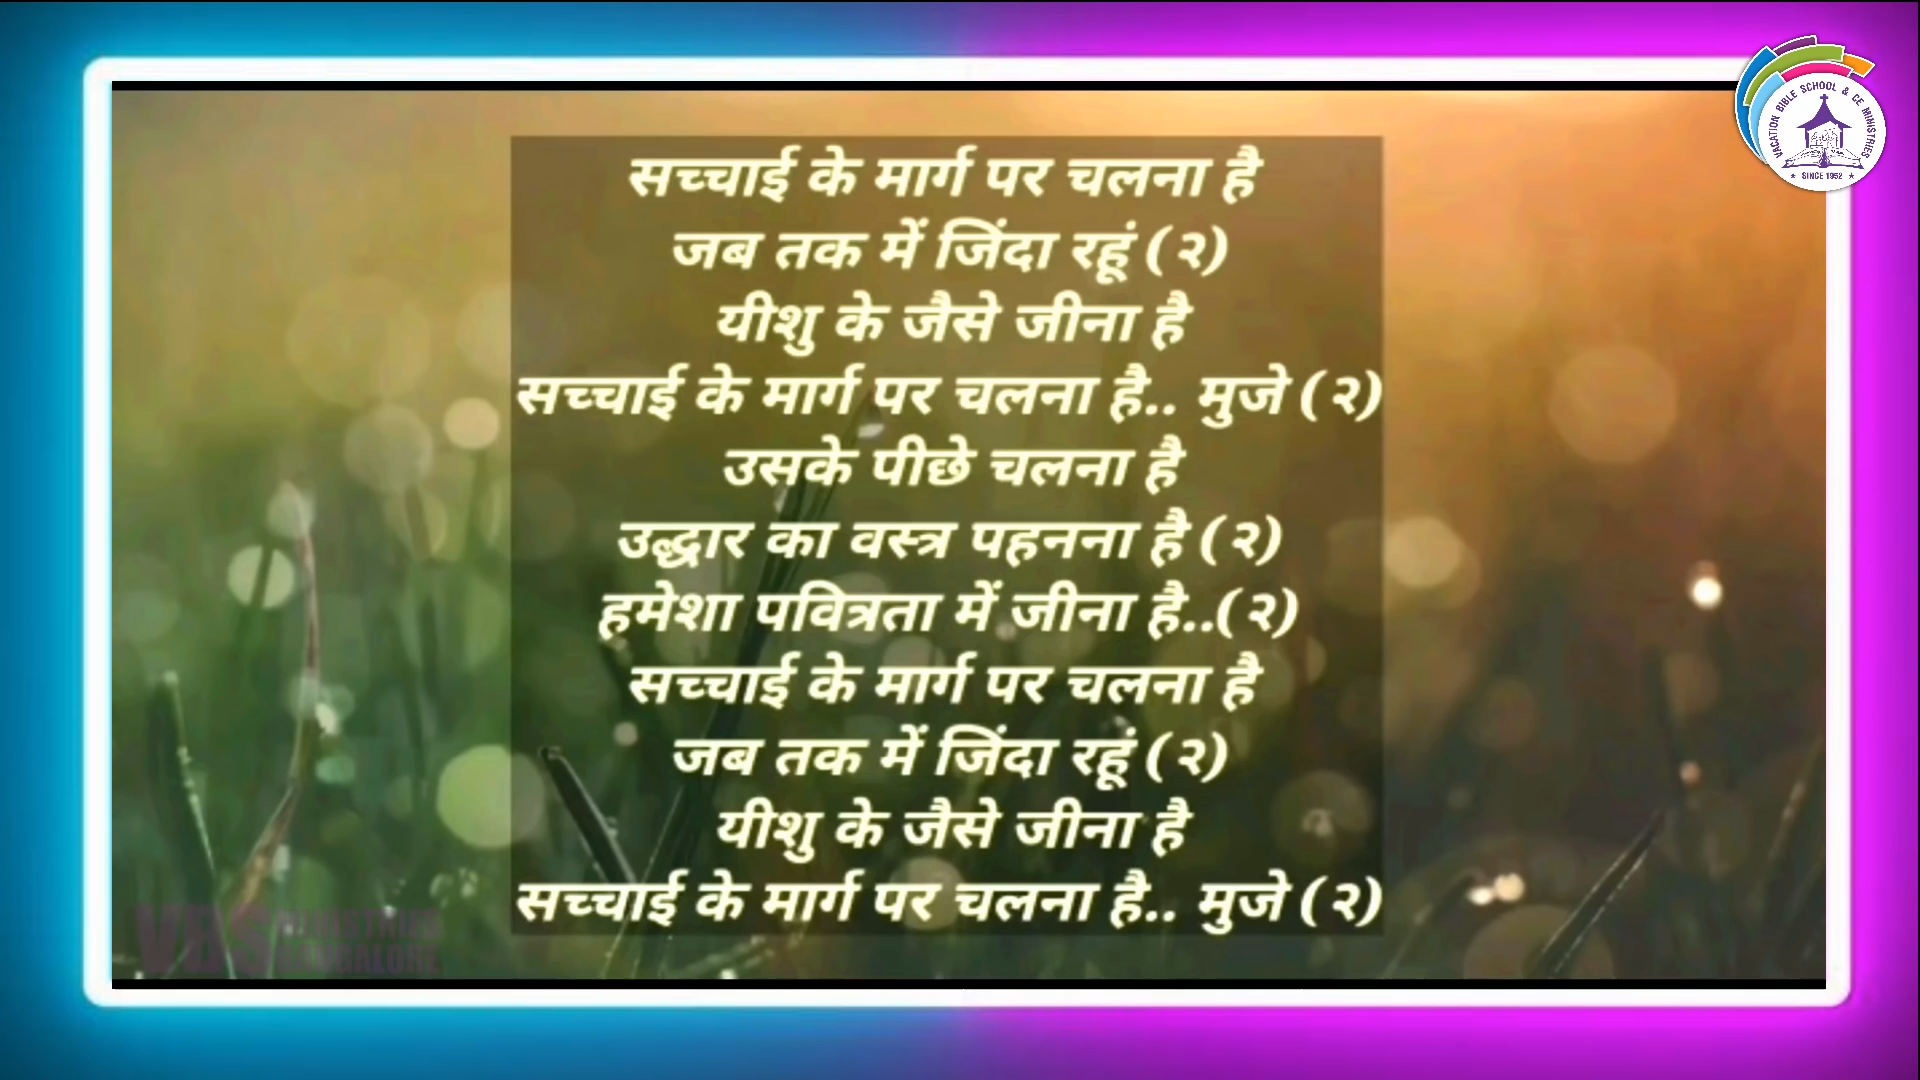 सच्चाई के मार्ग पर चलना है
जब तक में जिंदा रहूं (२)
यीशु के जैसे जीना है
सच्चाई के मार्ग पर चलना है.. मुजे (२)
उसके पीछे चलना है
उद्धार का वस्त्र पहनना है (२)
हमेशा पवित्रता में जीना है..(२)
सच्चाई के मार्ग पर चलना है
जब तक में जिंदा रहूं (२)
यीशु के जैसे जीना है
सच्चाई के मार्ग पर चलना है.. मुजे (२)
VACATION BIBLE SCHOOL & CE MINISTRIES
★ SINCE 1952 ★
VBS MINISTRIES
BANGALORE